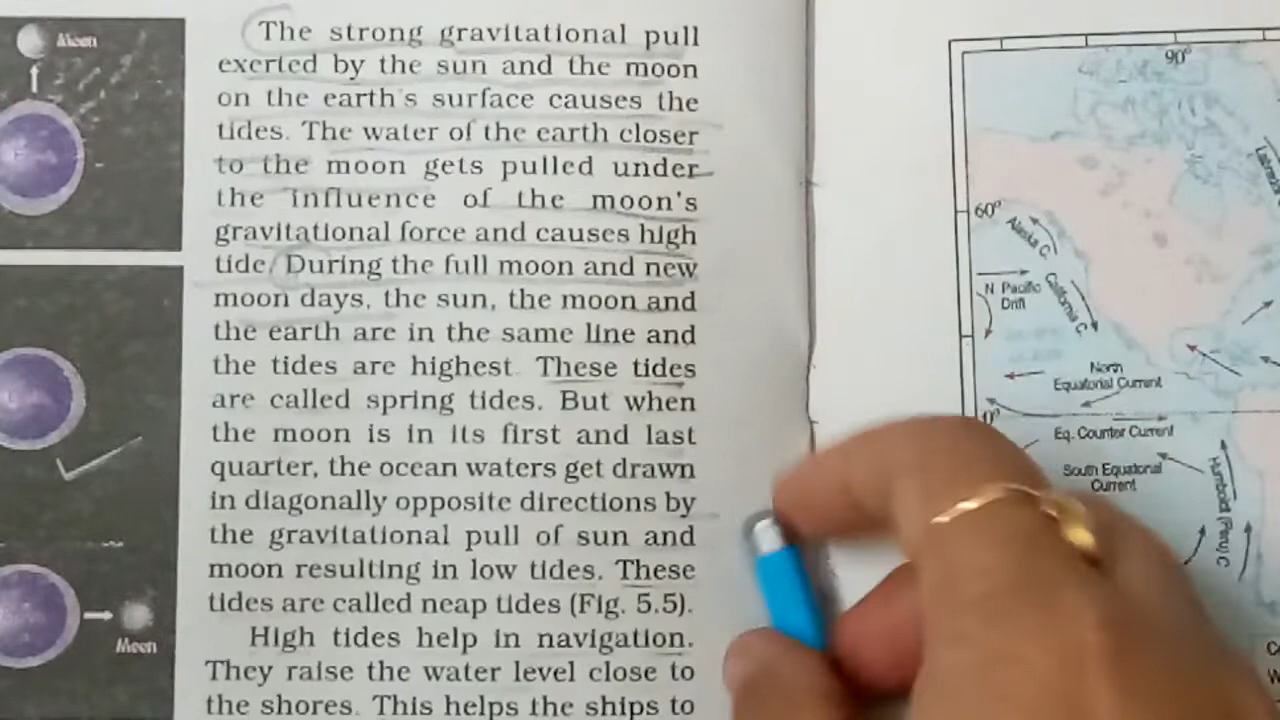 Moon
The strong gravitational pull
exerted by the sun and the moon
on the earth's surface causes the
tides. The water of the earth closer
to the moon gets pulled under
the influence of the moon's
gravitational force and causes high
tide. During the full moon and new
moon days, the sun, the moon and
the earth are in the same line and
the tides are highest. These tides
are called spring tides. But when
the moon is in its first and last
quarter, the ocean waters get drawn
in diagonally opposite directions by
the gravitational pull of sun and
moon resulting in low tides. These
tides are called neap tides (Fig. 5.5).
High tides help in navigation.
They raise the water level close to
the shores. This helps the ships to
Moon
90°
60°
Alaska C.
N Pacific
Drift
California C.
North
Equatorial Current
0°
Eq. Counter Current
South Equatorial
Current
Humboldt (Peru) C